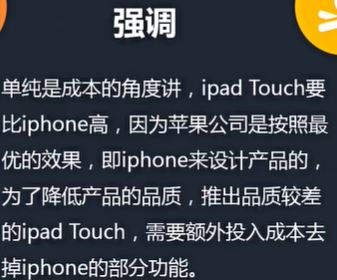 强调
单纯是成本的角度讲，ipad Touch要
比iphone高，因为苹果公司是按照最
优的效果，即iphone来设计产品的，
为了降低产品的品质，推出品质较差
的ipad Touch，需要额外投入成本去
掉iphone的部分功能。